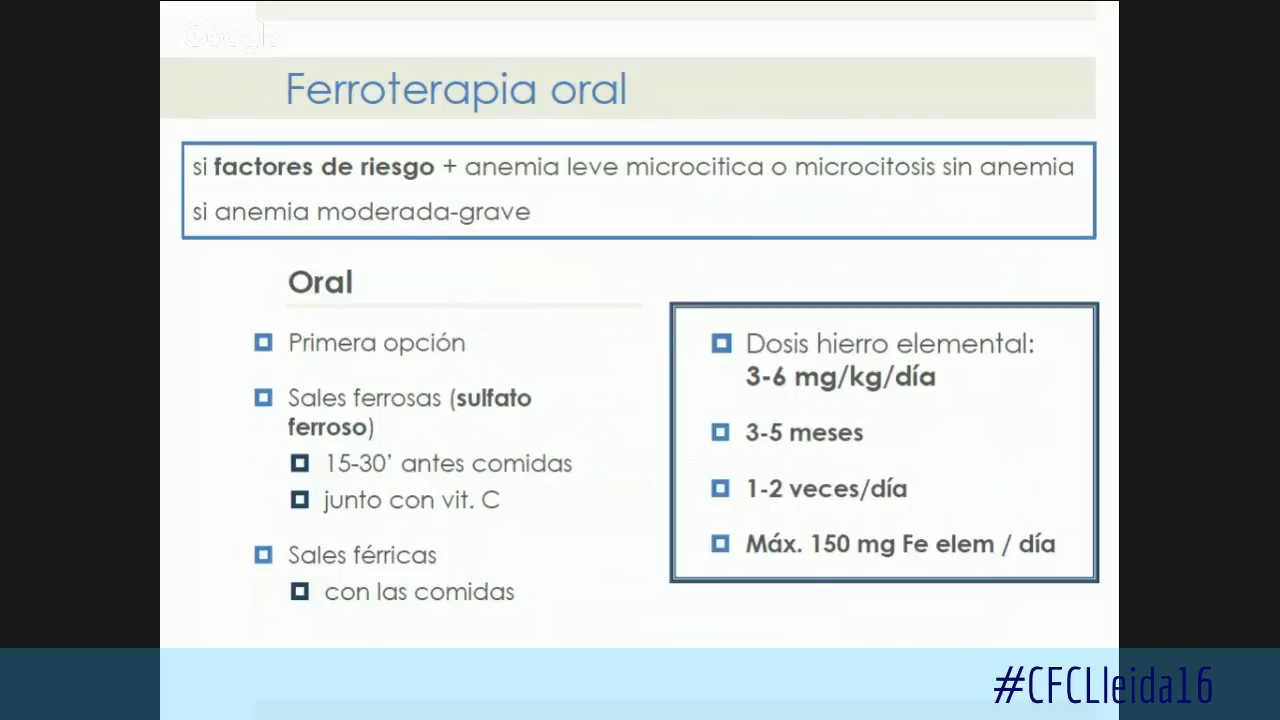 Google
Ferroterapia oral
si factores de riesgo + anemia leve microcitica o microcitosis sin anemia
si anemia moderada-grave
Oral
Primera opción
Sales ferrosas (sulfato
ferroso)
15-30’ antes comidas
junto con vit. C
Sales férricas
con las comidas
Dosis hierro elemental:
3-6 mg/kg/día
3-5 meses
1-2 veces/día
Máx. 150 mg Fe elem / día
#CFCLleida16